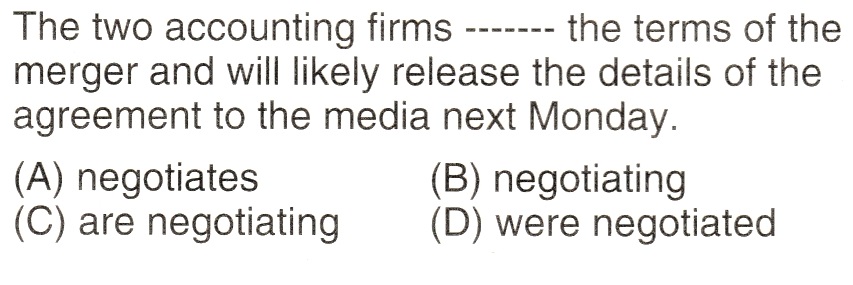 The two accounting firms ------- the terms of the
merger and will likely release the details of the
agreement to the media next Monday.
(A) negotiates (B) negotiating
(C) are negotiating (D) were negotiated